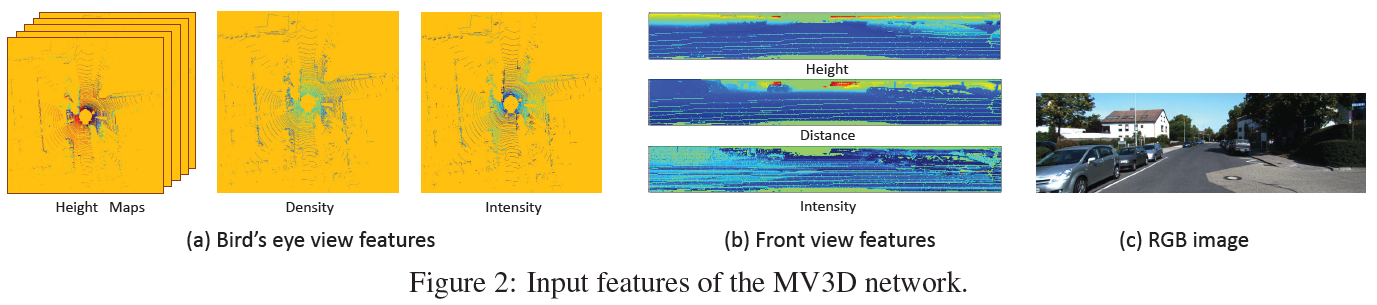 Height Maps
Density
Intensity
(a) Bird's eye view features
Height
Distance
Intensity
(b) Front view features
(c) RGB image
Figure 2: Input features of the MV3D network.